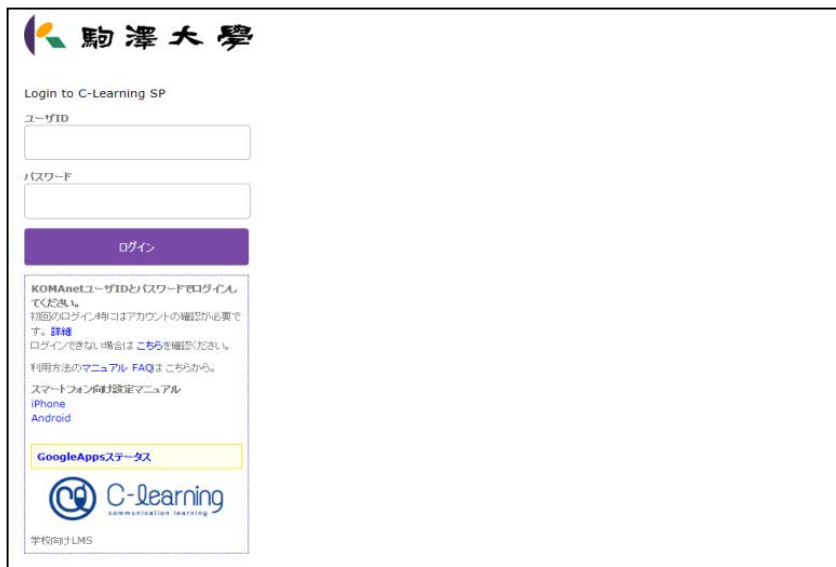 駒澤大學
Login to C-Learning SP
ユーザID
パスワード
ログイン
KOMAnetユーザIDとパスワードでログインし
てください。
初回のログイン時にはアカウントの確認が必要で
す。詳細
ログインできない場合は こちらを確認ください。
利用方法のマニュアル FAQは こちらから。
スマートフォン向け設定マニュアル
iPhone
Android
GoogleAppsステータス
C-Learning
communication learning
学校向けLMS